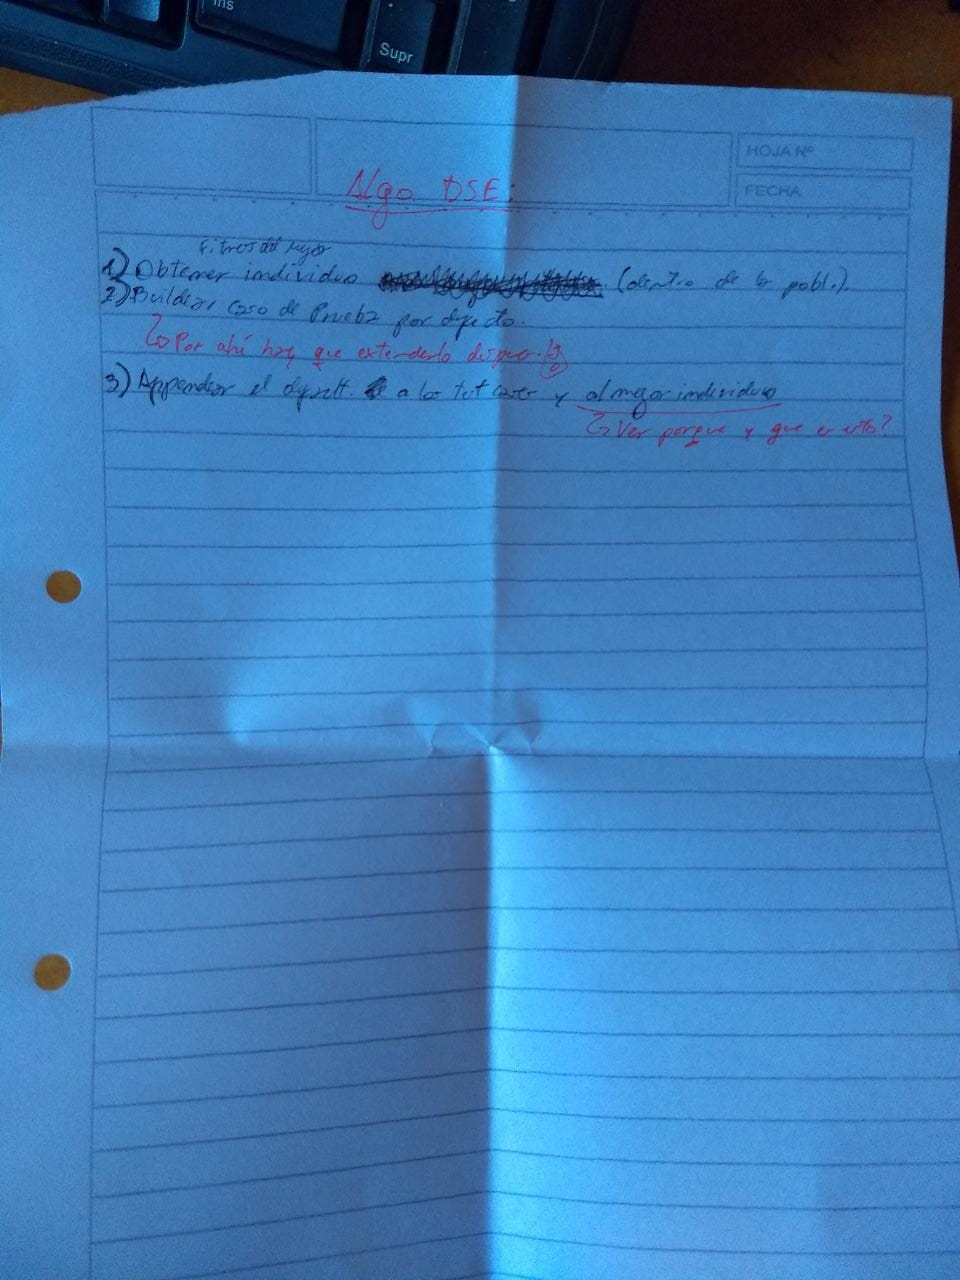 Ins
Supr
HOJA Nº
FECHA
Algo DSE:
Fitness del mejor
1) Obtener individuo (dentro de la pobl.).
2) Buildear caso de Prueba por defecto.
↳ Por ahí hay que extenderlo después.
3) Appendear el a los test cases y al mejor individuo
↳ Ver porque y que es esto?